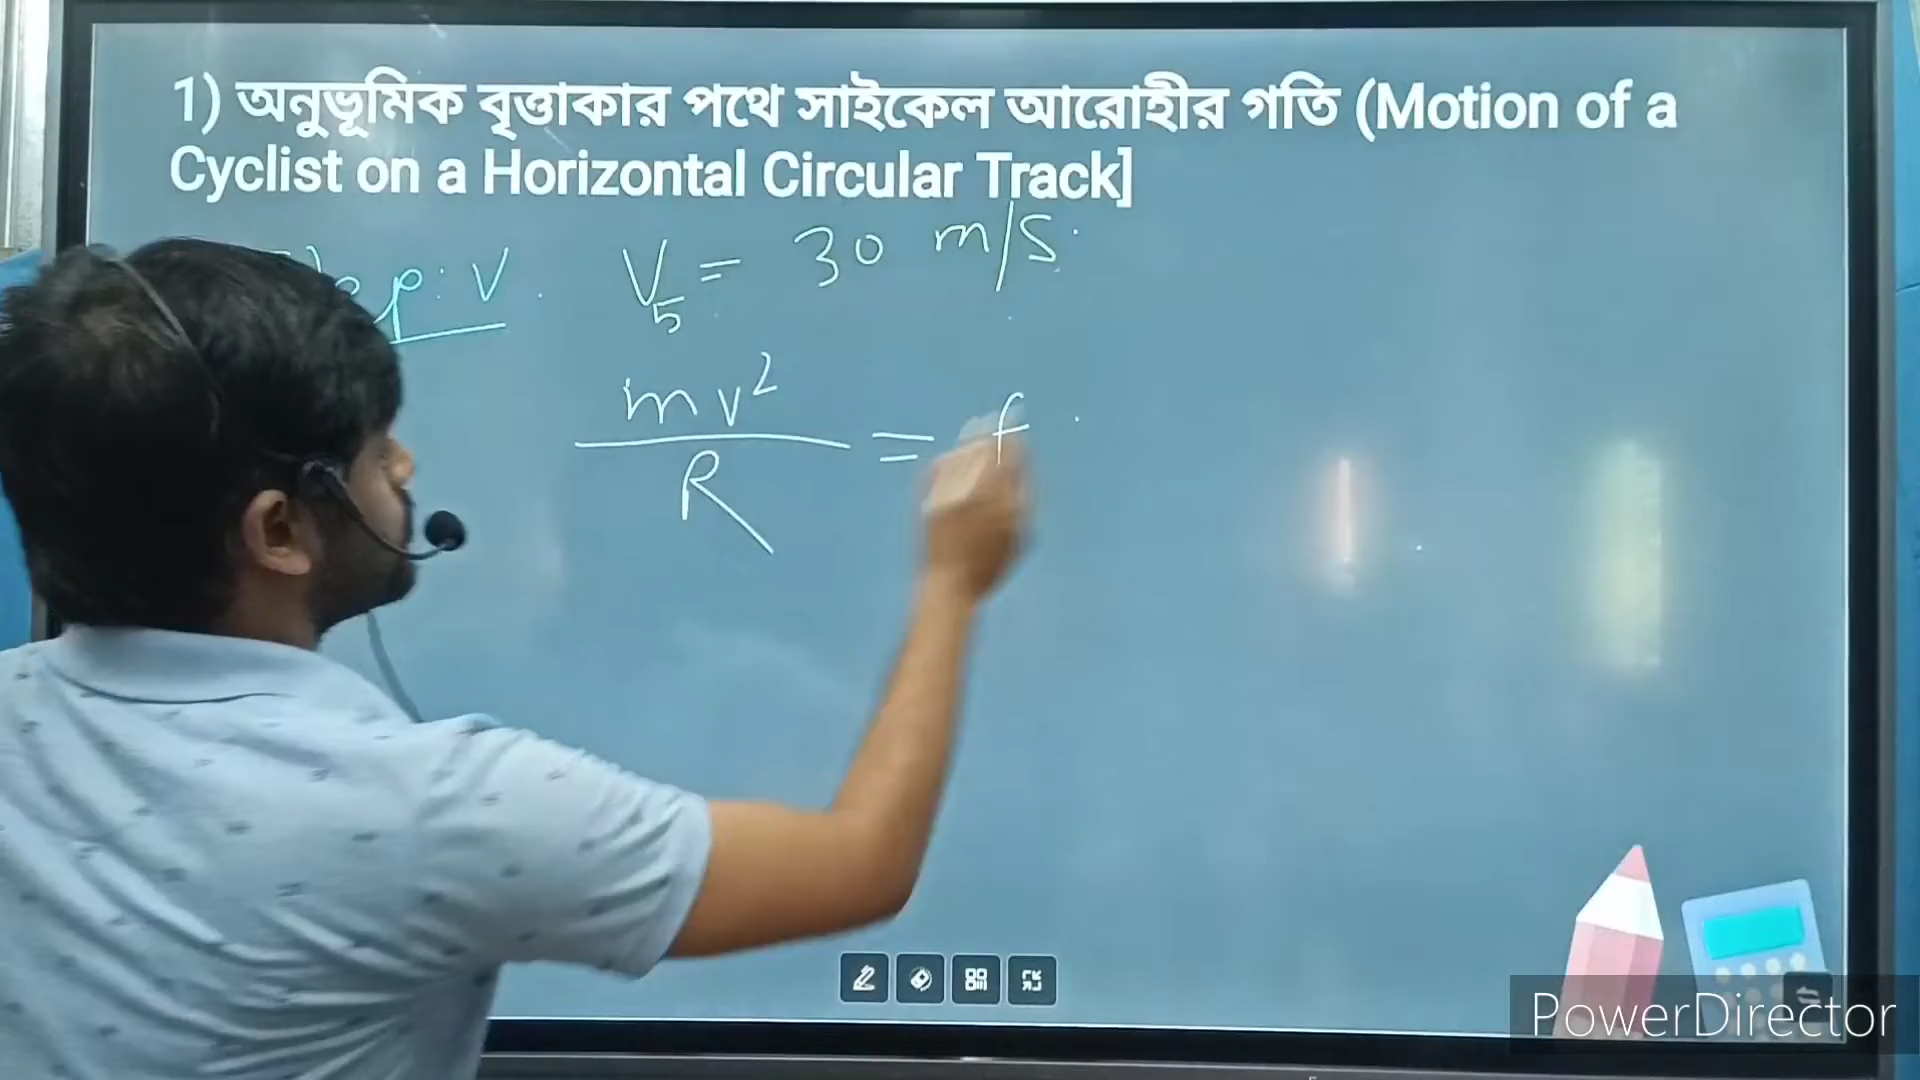 1) অনুভূমিক বৃত্তাকার পথে সাইকেল আরোহীর গতি (Motion of a
Cyclist on a Horizontal Circular Track]
p: V. V₅ = 30 m/s.
mv²
R
= f
PowerDirector